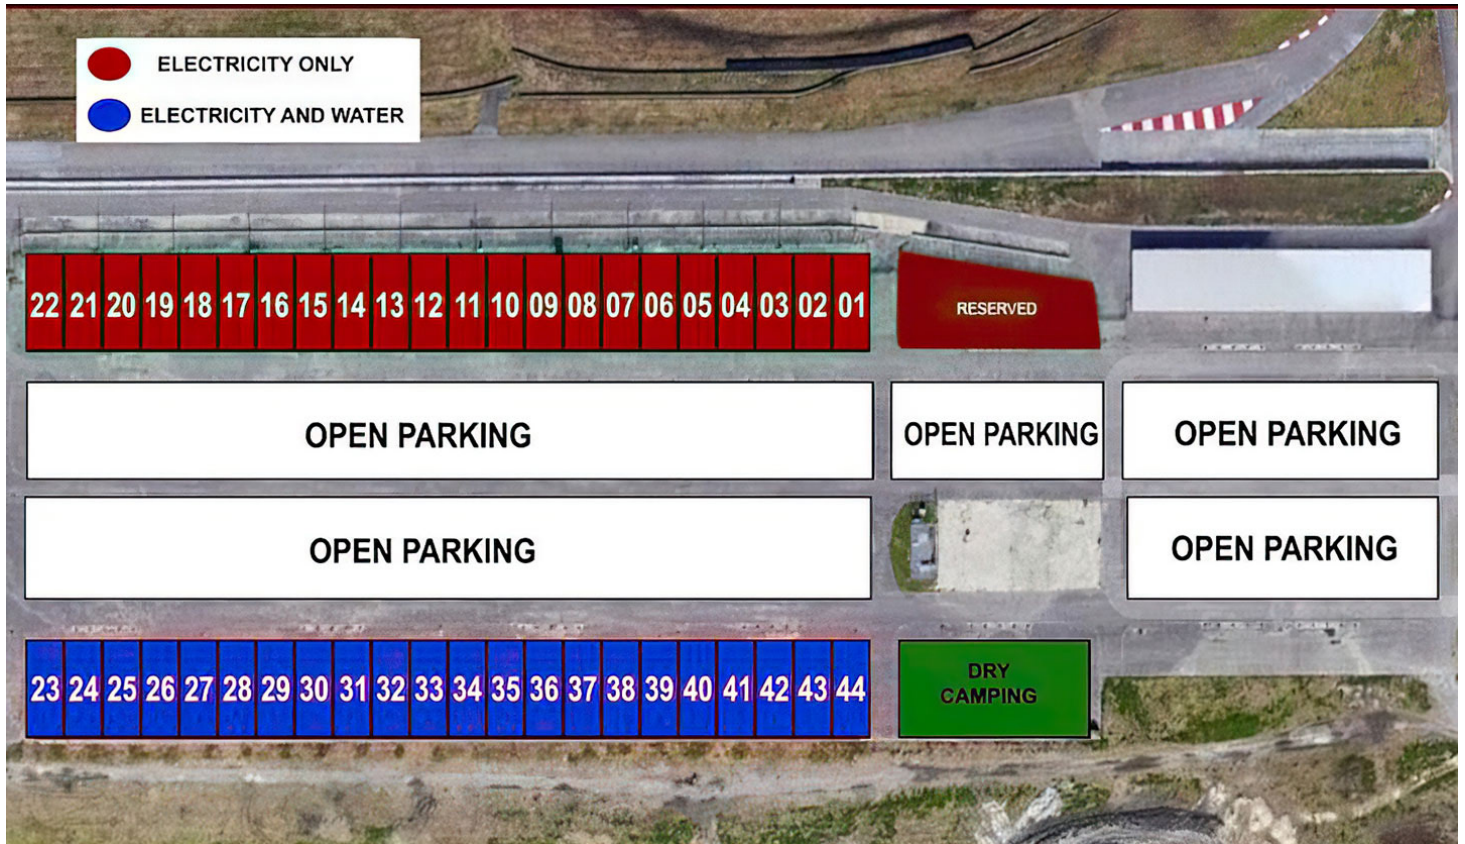 ELECTRICITY ONLY
ELECTRICITY AND WATER
22 21 20 19 18 17 16 15 14 13 12 11 10 09 08 07 06 05 04 03 02 01
RESERVED
OPEN PARKING
OPEN PARKING
OPEN PARKING
OPEN PARKING
OPEN PARKING
23 24 25 26 27 28 29 30 31 32 33 34 35 36 37 38 39 40 41 42 43 44
DRY
CAMPING